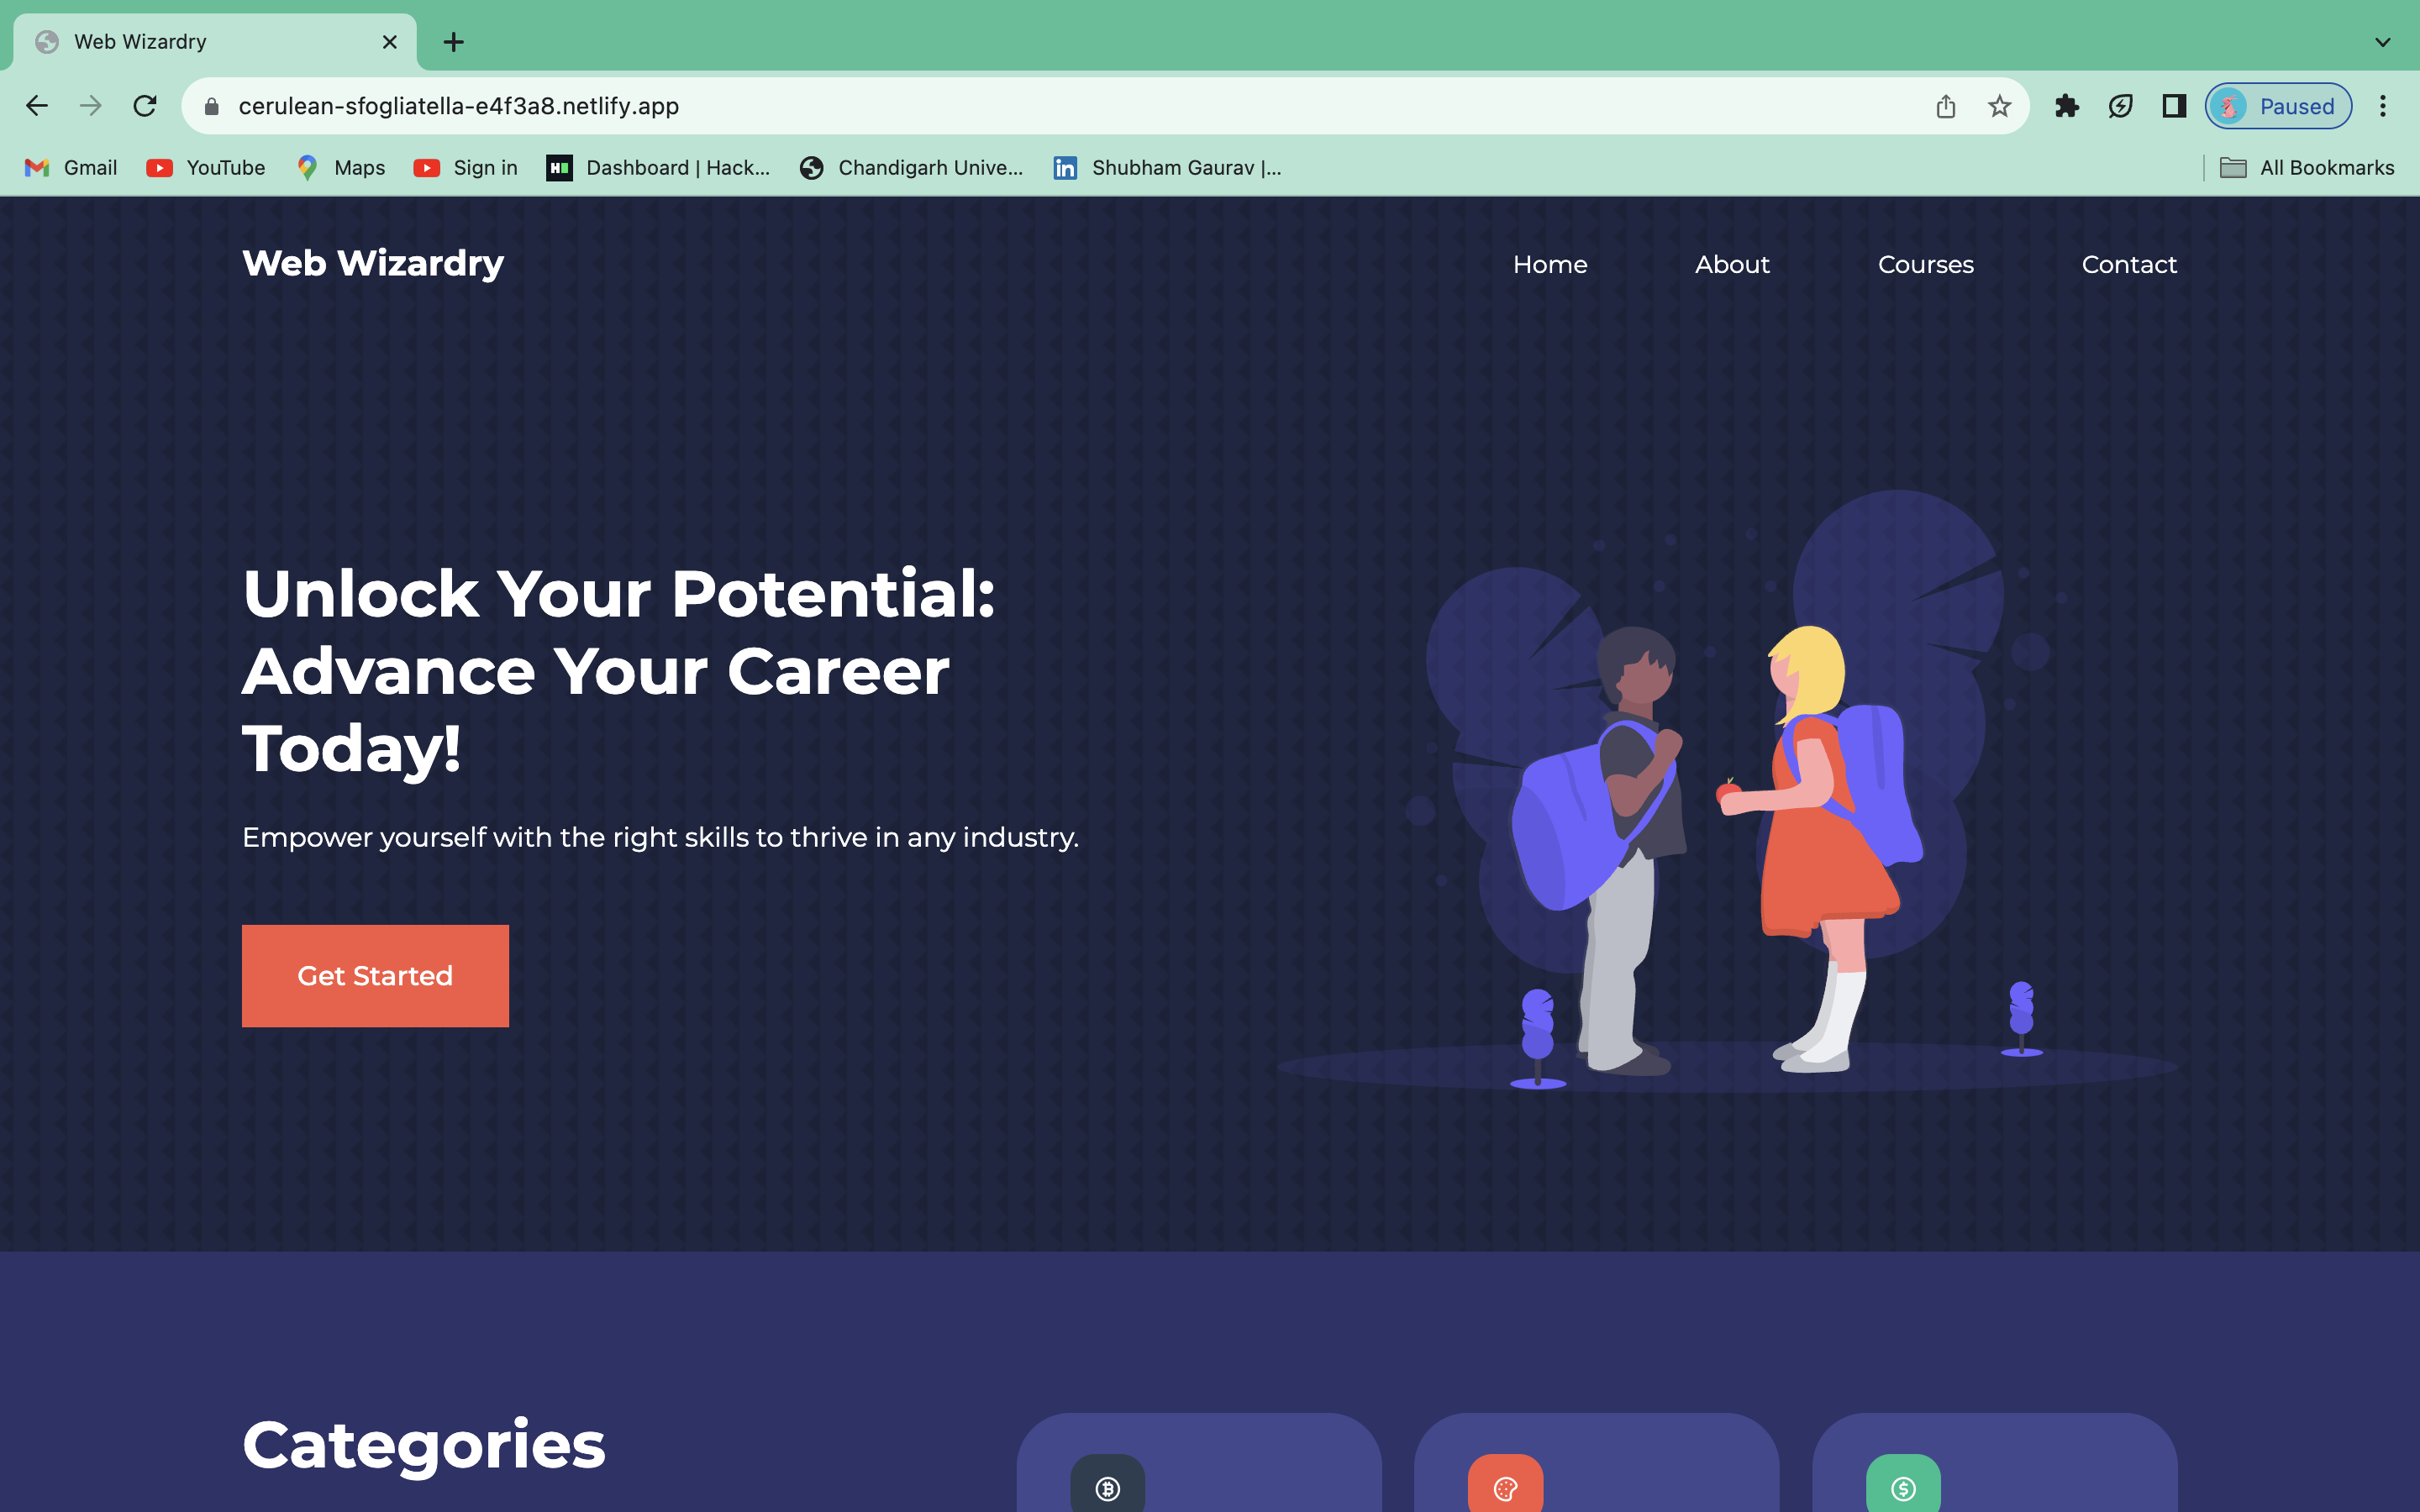 Web Wizardry
cerulean-sfogliatella-e4f3a8.netlify.app
Paused
Gmail YouTube Maps Sign in Dashboard | Hack... Chandigarh Unive... Shubham Gaurav |... All Bookmarks
Web Wizardry Home About Courses Contact
Unlock Your Potential:
Advance Your Career
Today!
Empower yourself with the right skills to thrive in any industry.
Get Started
Categories